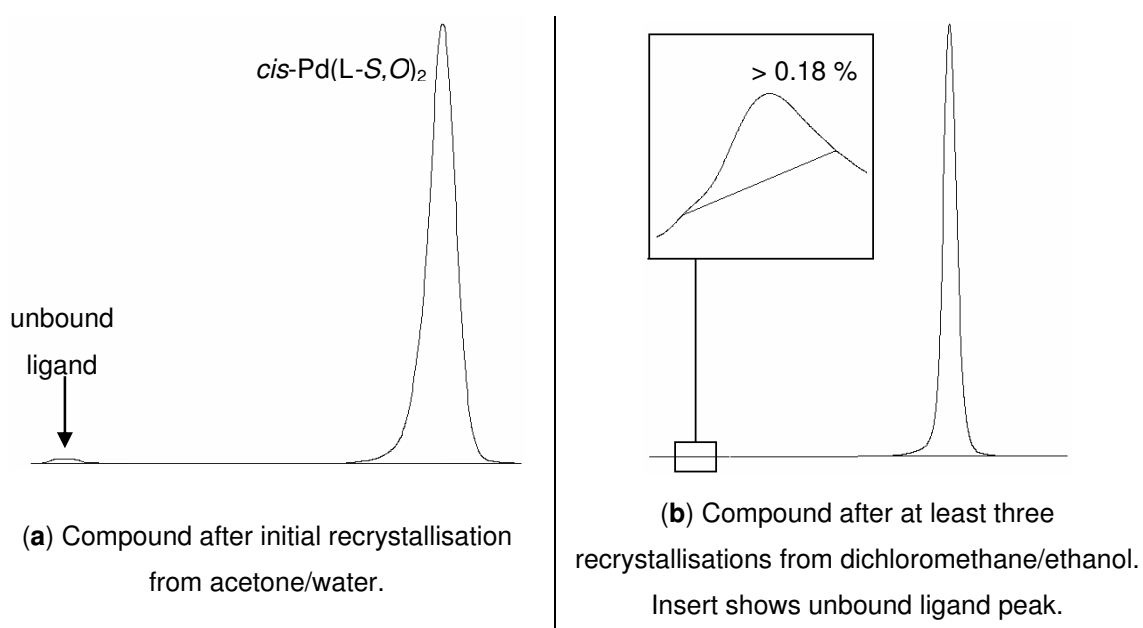 cis-Pd(L-S,O)₂
unbound
ligand
(a) Compound after initial recrystallisation
from acetone/water.
> 0.18 %
(b) Compound after at least three
recrystallisations from dichloromethane/ethanol.
Insert shows unbound ligand peak.